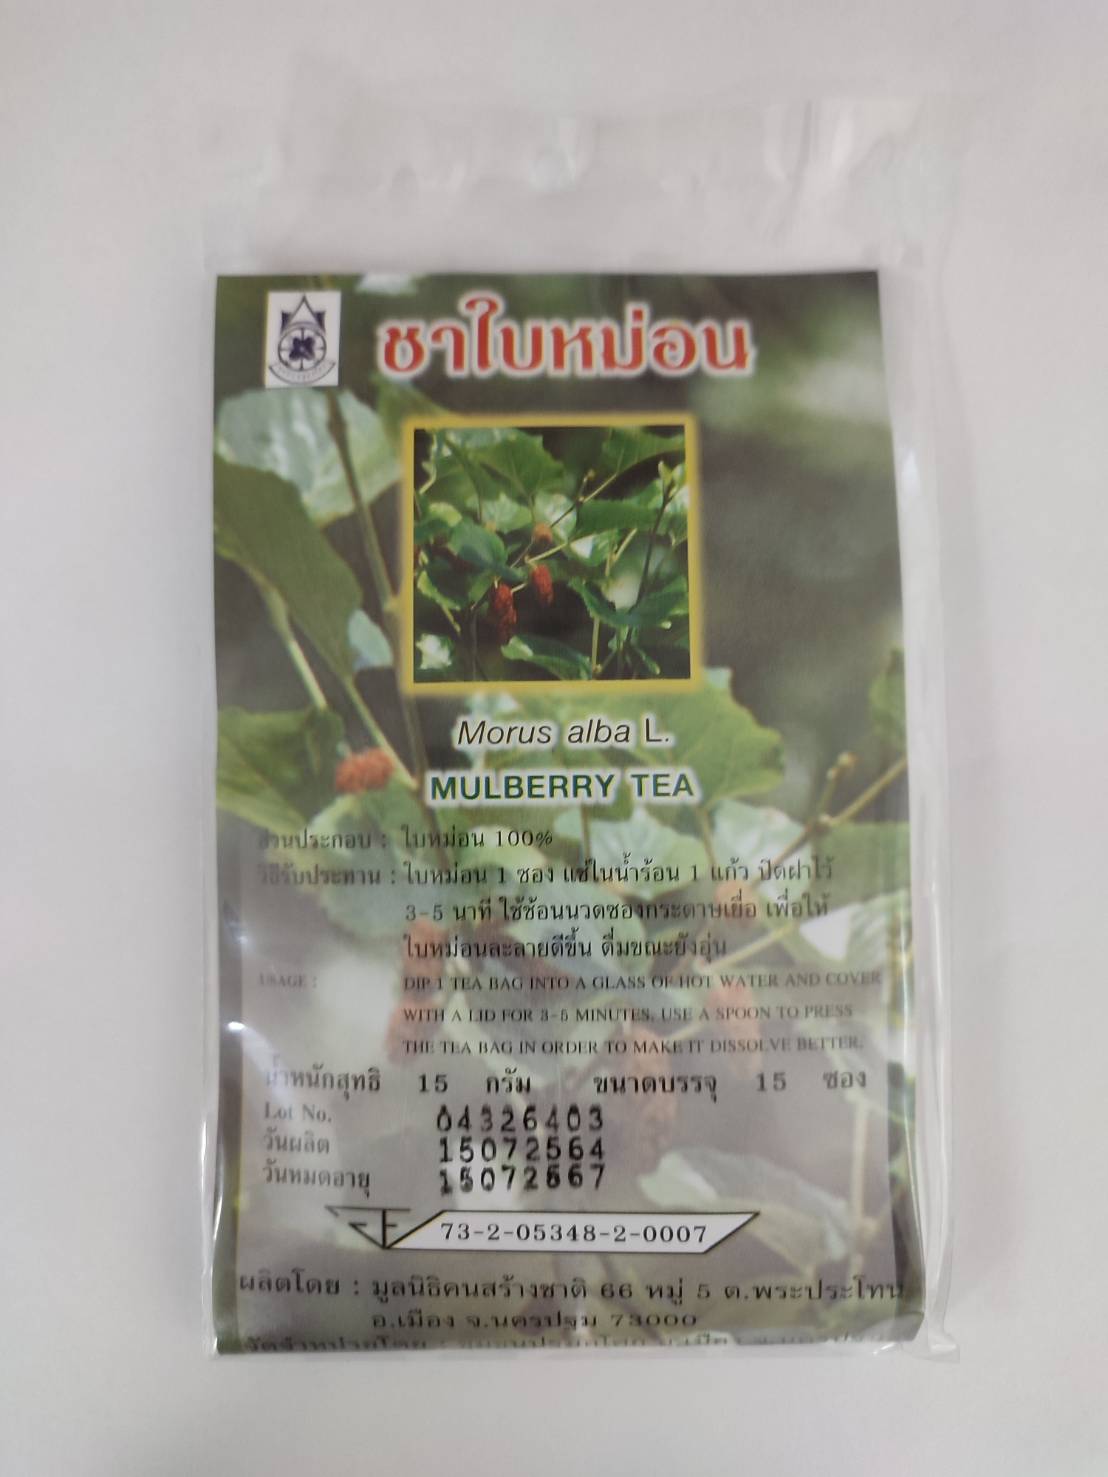 ชาใบหม่อน
Morus alba L.
MULBERRY TEA
ส่วนประกอบ : ใบหม่อน 100%
วิธีรับประทาน : ใบหม่อน 1 ซอง แช่ในน้ำร้อน 1 แก้ว ปิดฝาไว้
3-5 นาที ใช้ช้อนนวดซองกระดาษเยื่อ เพื่อให้
ใบหม่อนละลายดีขึ้น ดื่มขณะยังอุ่น
USAGE : DIP 1 TEA BAG INTO A GLASS OF HOT WATER AND COVER
WITH A LID FOR 3-5 MINUTES. USE A SPOON TO PRESS
THE TEA BAG IN ORDER TO MAKE IT DISSOLVE BETTER.
น้ำหนักสุทธิ 15 กรัม ขนาดบรรจุ 15 ซอง
Lot No. 04326403
วันผลิต 15072564
วันหมดอายุ 15072567
73-2-05348-2-0007
ผลิตโดย : มูลนิธิคนสร้างชาติ 66 หมู่ 5 ต.พระประโทน
อ.เมือง จ.นครปฐม 73000
จัดจำหน่ายโดย :